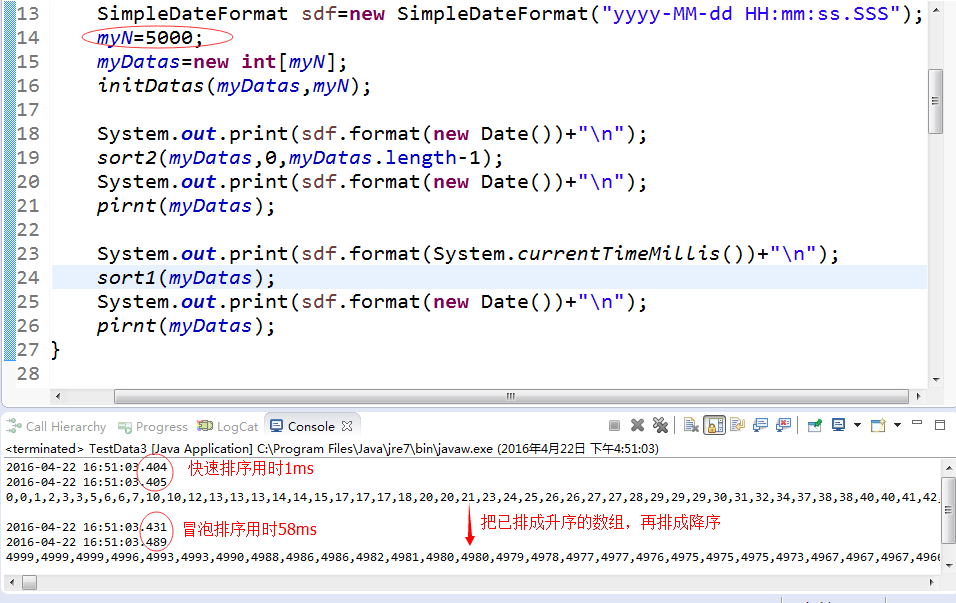 13 SimpleDateFormat sdf=new SimpleDateFormat("yyyy-MM-dd HH:mm:ss.SSS");
14 myN=5000;
15 myDatas=new int[myN];
16 initDatas(myDatas,myN);
17
18 System.out.print(sdf.format(new Date())+"\n");
19 sort2(myDatas,0,myDatas.length-1);
20 System.out.print(sdf.format(new Date())+"\n");
21 pirnt(myDatas);
22
23 System.out.print(sdf.format(System.currentTimeMillis())+"\n");
24 sort1(myDatas);
25 System.out.print(sdf.format(new Date())+"\n");
26 pirnt(myDatas);
27 }
28
Call Hierarchy Progress LogCat Console
<terminated> TestData3 [Java Application] C:\Program Files\Java\jre7\bin\javaw.exe (2016年4月22日 下午4:51:03)
2016-04-22 16:51:03.404 快速排序用时1ms
2016-04-22 16:51:03.405
0,0,1,2,3,3,5,6,6,7,10,10,12,13,13,13,14,14,15,17,17,17,18,20,20,21,23,24,25,26,26,27,27,28,29,29,29,30,31,32,34,37,38,38,40,40,41,42,
2016-04-22 16:51:03.431 冒泡排序用时58ms 把已排成升序的数组，再排成降序
2016-04-22 16:51:03.489
4999,4999,4999,4996,4993,4993,4990,4988,4986,4986,4982,4981,4980,4980,4979,4978,4977,4977,4976,4975,4975,4975,4973,4967,4967,4966